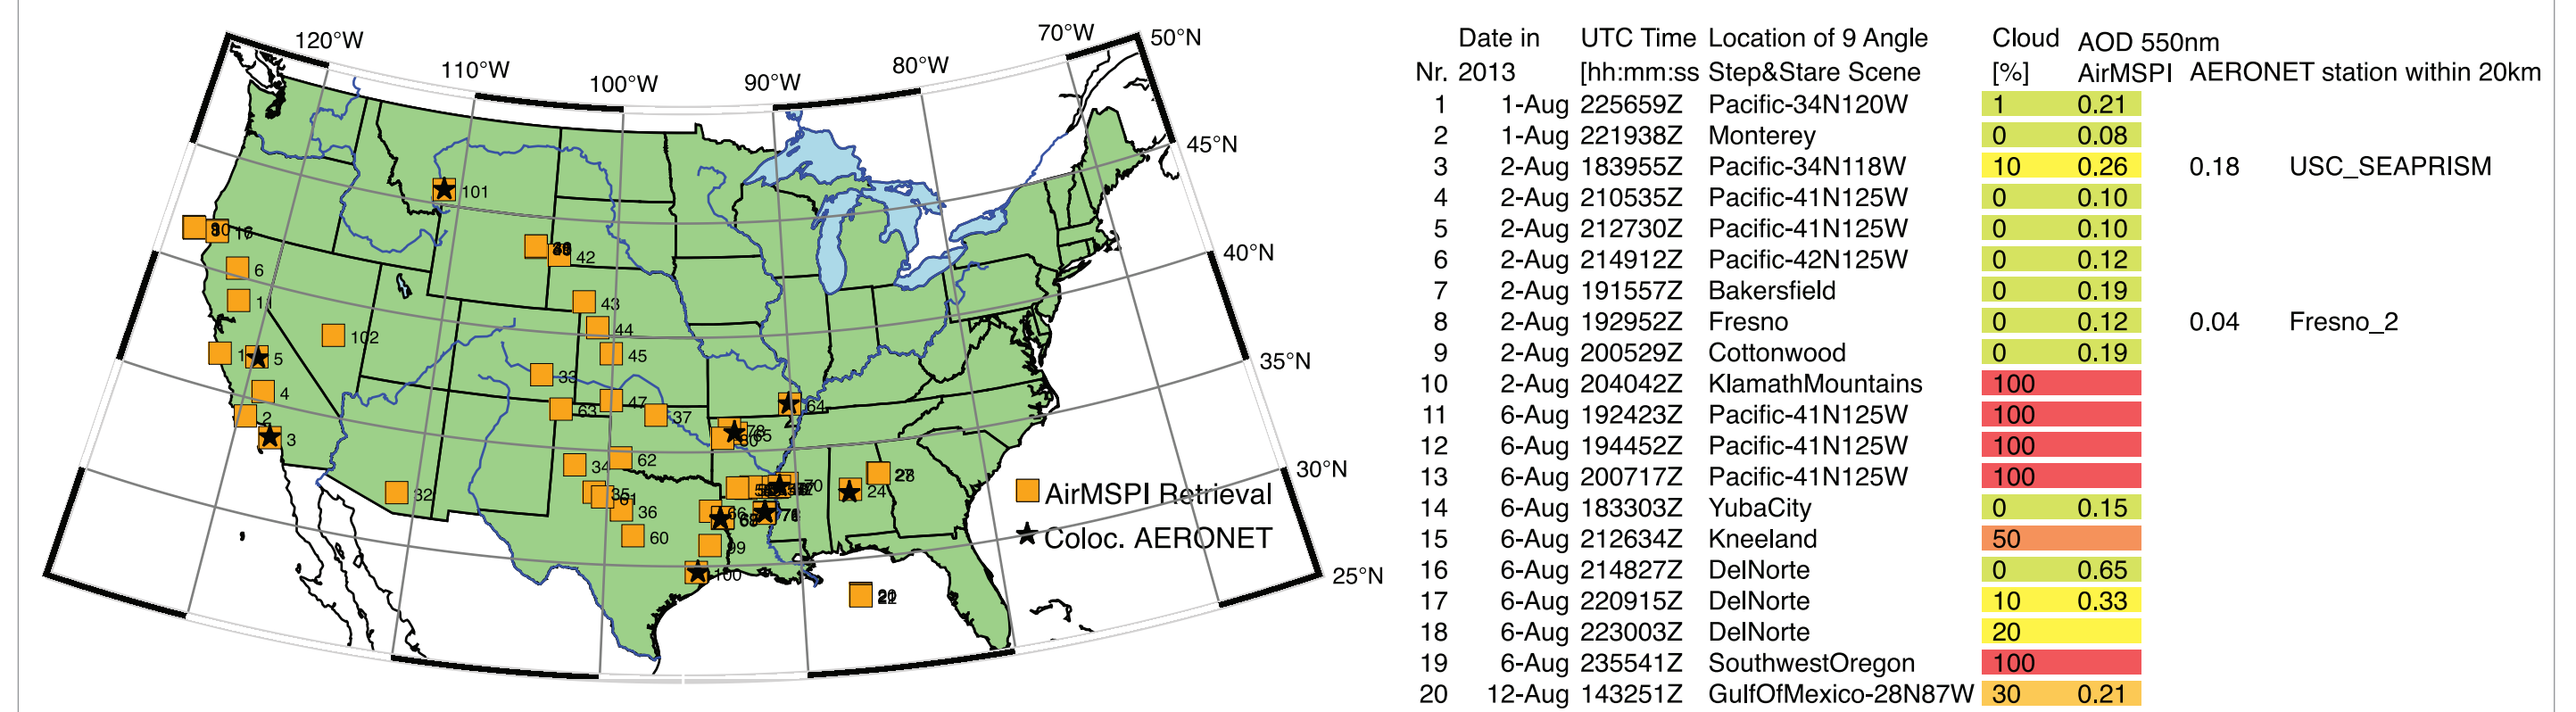 120°W
70°W
50°N
110°W
100°W
90°W
80°W
45°N
101
40°N
6
42
43
44
102
45
35°N
5
33
4
47
63
37
64
2
3
62
34
30°N
32
35
36
24
70
60
99
100
25°N
AirMSPI Retrieval
Coloc. AERONET
Date in UTC Time Location of 9 Angle Cloud AOD 550nm
Nr. 2013 [hh:mm:ss Step&Stare Scene [%] AirMSPI AERONET station within 20km
1 1-Aug 225659Z Pacific-34N120W 1 0.21
2 1-Aug 221938Z Monterey 0 0.08
3 2-Aug 183955Z Pacific-34N118W 10 0.26 0.18 USC_SEAPRISM
4 2-Aug 210535Z Pacific-41N125W 0 0.10
5 2-Aug 212730Z Pacific-41N125W 0 0.10
6 2-Aug 214912Z Pacific-42N125W 0 0.12
7 2-Aug 191557Z Bakersfield 0 0.19
8 2-Aug 192952Z Fresno 0 0.12 0.04 Fresno_2
9 2-Aug 200529Z Cottonwood 0 0.19
10 2-Aug 204042Z KlamathMountains 100
11 6-Aug 192423Z Pacific-41N125W 100
12 6-Aug 194452Z Pacific-41N125W 100
13 6-Aug 200717Z Pacific-41N125W 100
14 6-Aug 183303Z YubaCity 0 0.15
15 6-Aug 212634Z Kneeland 50
16 6-Aug 214827Z DelNorte 0 0.65
17 6-Aug 220915Z DelNorte 10 0.33
18 6-Aug 223003Z DelNorte 20
19 6-Aug 235541Z SouthwestOregon 100
20 12-Aug 143251Z GulfOfMexico-28N87W 30 0.21